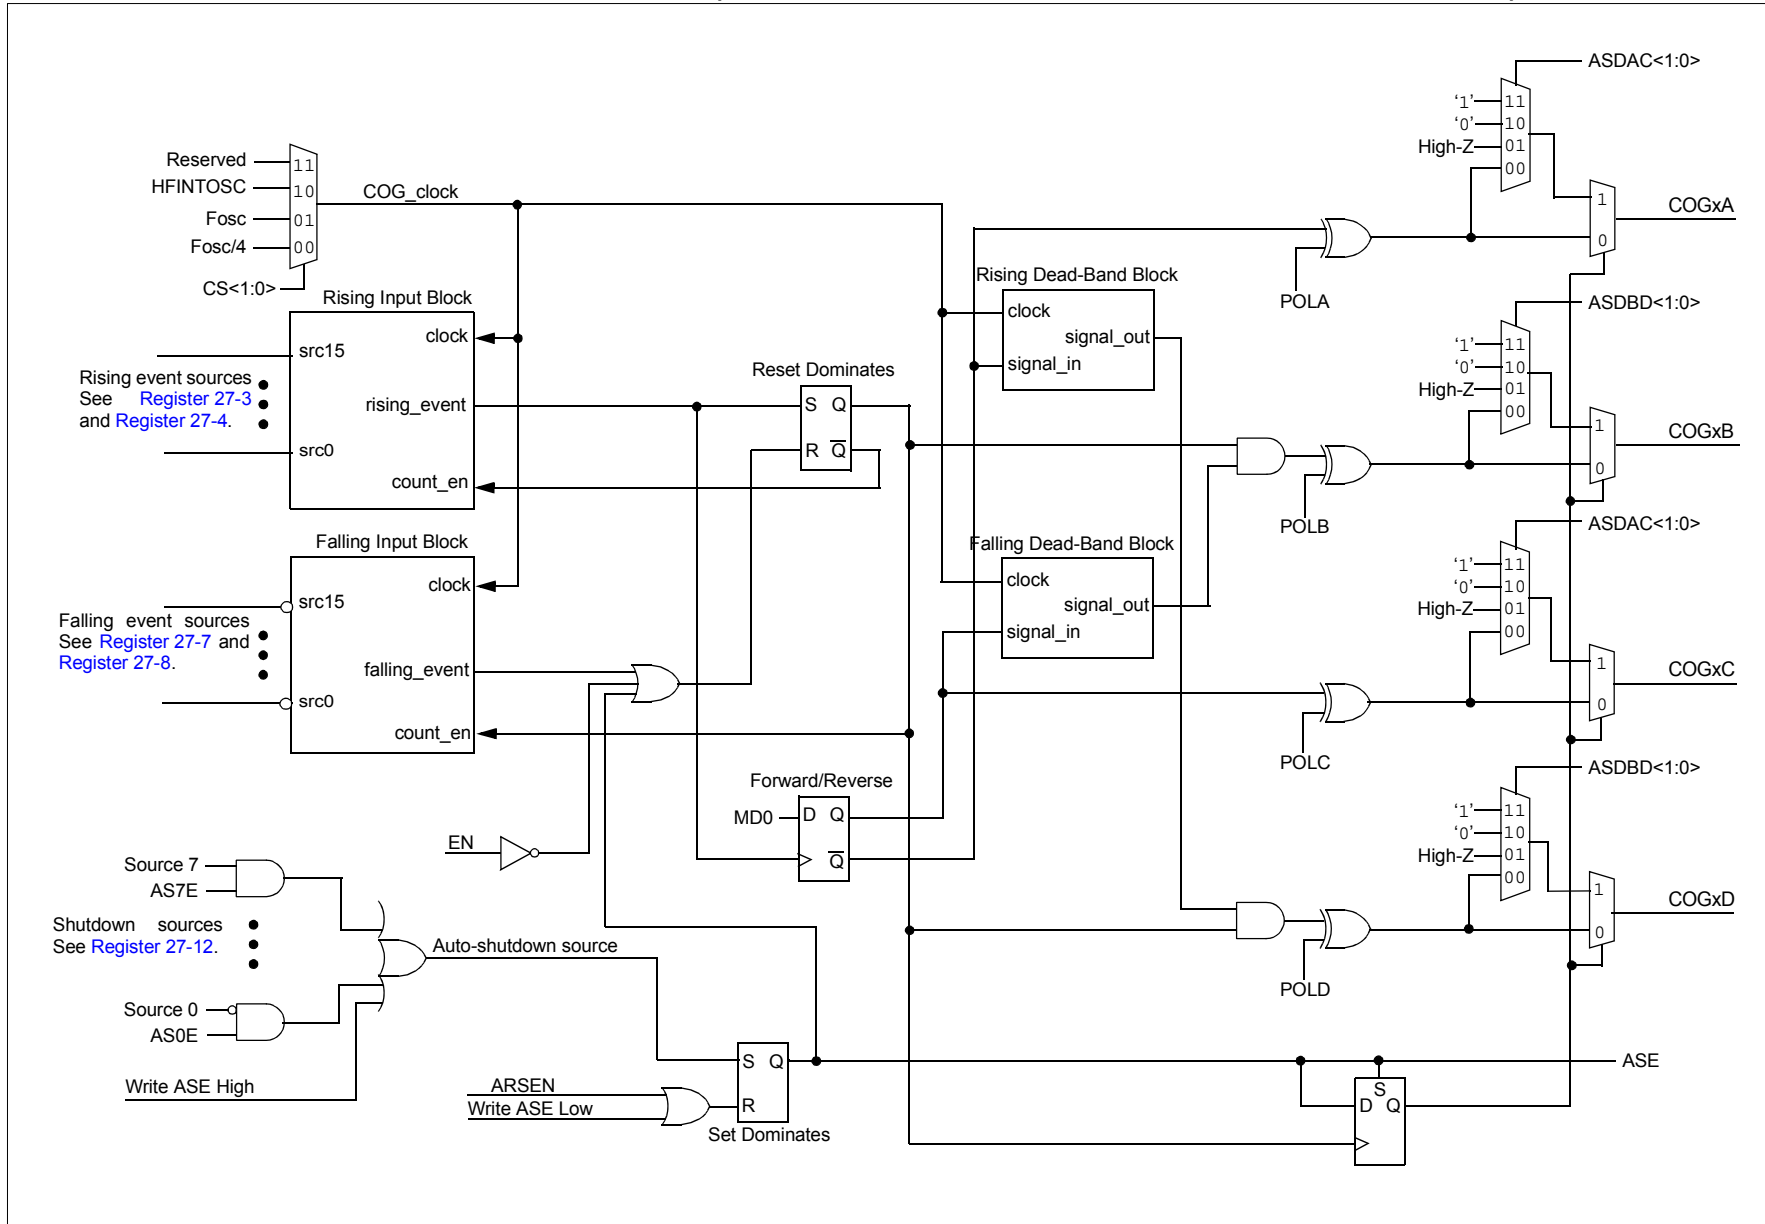 ASDAC<1:0>
'1' 11
'0' 10
High-Z 01
00
1
0
COGxA
POLA
Reserved 11
HFINTOSC 10
Fosc 01
Fosc/4 00
COG_clock
CS<1:0>
Rising Input Block
clock
src15
Rising event sources
See Register 27-3
and Register 27-4.
rising_event
src0
count_en
Reset Dominates
S Q
R Q
Rising Dead-Band Block
clock
signal_out
signal_in
ASDBD<1:0>
'1' 11
'0' 10
High-Z 01
00
1
0
COGxB
POLB
Falling Input Block
clock
src15
Falling event sources
See Register 27-7 and
Register 27-8.
falling_event
src0
count_en
Falling Dead-Band Block
clock
signal_out
signal_in
ASDAC<1:0>
'1' 11
'0' 10
High-Z 01
00
1
0
COGxC
POLC
Forward/Reverse
MD0 D Q
Q
EN
ASDBD<1:0>
'1' 11
'0' 10
High-Z 01
00
1
0
COGxD
POLD
Source 7
AS7E
Shutdown sources
See Register 27-12.
Auto-shutdown source
Source 0
AS0E
Write ASE High
ARSEN
Write ASE Low
S Q
R
Set Dominates
ASE
S
D Q